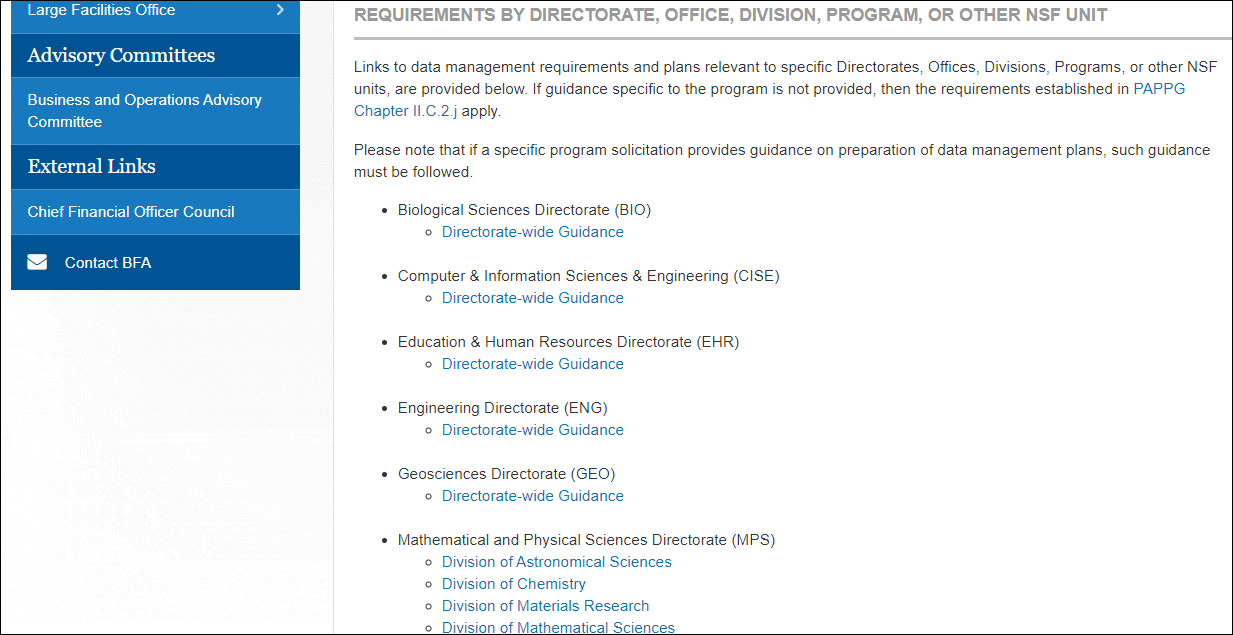 Large Facilities Office
Advisory Committees
Business and Operations Advisory
Committee
External Links
Chief Financial Officer Council
Contact BFA
REQUIREMENTS BY DIRECTORATE, OFFICE, DIVISION, PROGRAM, OR OTHER NSF UNIT
Links to data management requirements and plans relevant to specific Directorates, Offices, Divisions, Programs, or other NSF
units, are provided below. If guidance specific to the program is not provided, then the requirements established in PAPPG
Chapter II.C.2.j apply.
Please note that if a specific program solicitation provides guidance on preparation of data management plans, such guidance
must be followed.
Biological Sciences Directorate (BIO)
Directorate-wide Guidance
Computer & Information Sciences & Engineering (CISE)
Directorate-wide Guidance
Education & Human Resources Directorate (EHR)
Directorate-wide Guidance
Engineering Directorate (ENG)
Directorate-wide Guidance
Geosciences Directorate (GEO)
Directorate-wide Guidance
Mathematical and Physical Sciences Directorate (MPS)
Division of Astronomical Sciences
Division of Chemistry
Division of Materials Research
Division of Mathematical Sciences